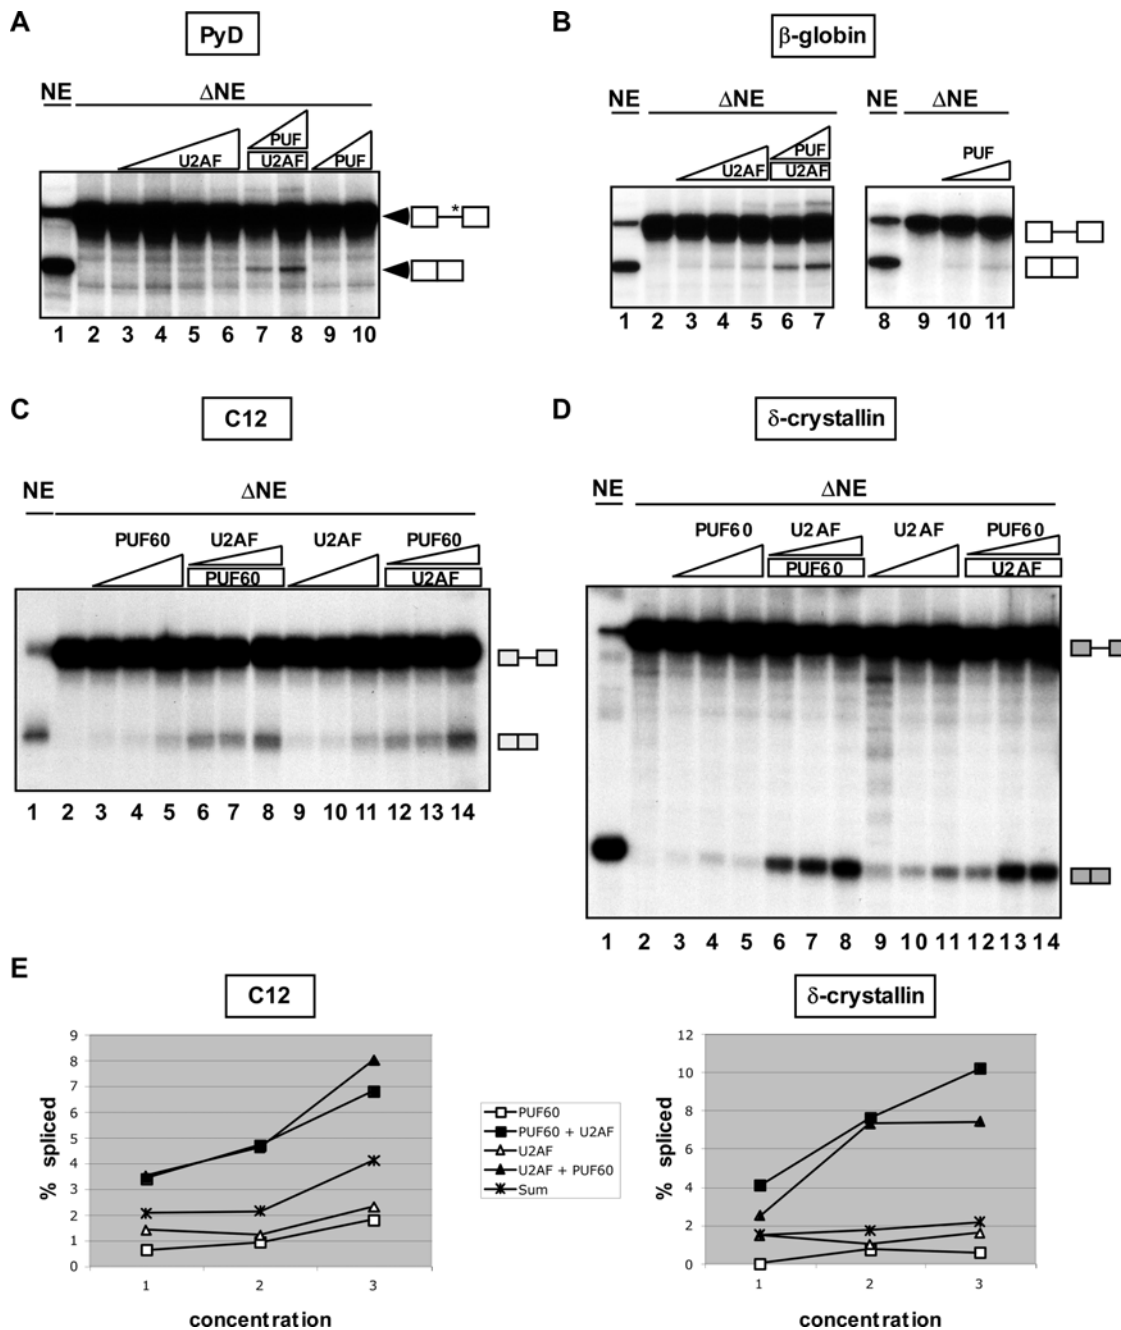 A
PyD
NE
ΔNE
U2AF
PUF
U2AF
PUF
*
1 2 3 4 5 6 7 8 9 10
B
β-globin
NE
ΔNE
U2AF
PUF
U2AF
1 2 3 4 5 6 7
NE
ΔNE
PUF
8 9 10 11
C
C12
NE
ΔNE
PUF60
U2AF
PUF60
U2AF
PUF60
U2AF
1 2 3 4 5 6 7 8 9 10 11 12 13 14
D
δ-crystallin
NE
ΔNE
PUF60
U2AF
PUF60
U2AF
PUF60
U2AF
1 2 3 4 5 6 7 8 9 10 11 12 13 14
E
C12
% spliced
9
8
7
6
5
4
3
2
1
0
1 2 3
concentration
PUF60
PUF60 + U2AF
U2AF
U2AF + PUF60
Sum
δ-crystallin
% spliced
12
10
8
6
4
2
0
1 2 3
concentration